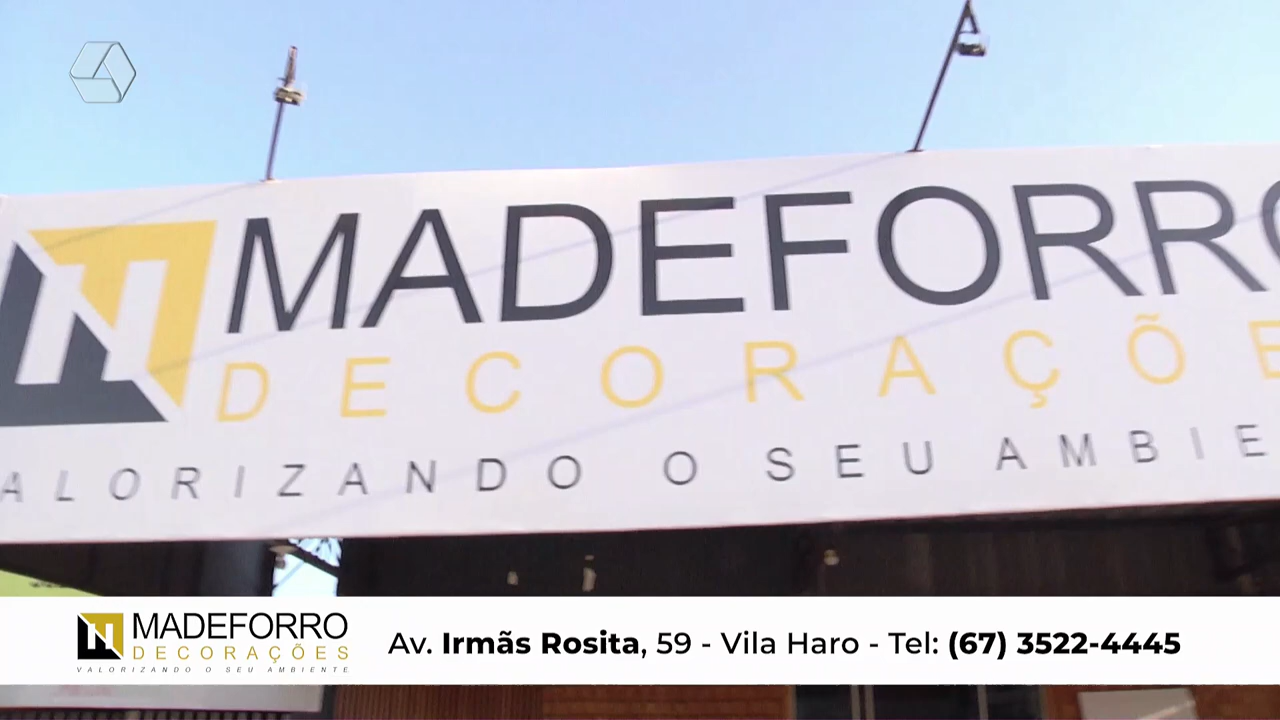 MADEFORRO
DECORAÇÕE
ALORIZANDO O SEU AMBIE
MADEFORRO
DECORAÇÕES
VALORIZANDO O SEU AMBIENTE
Av. Irmãs Rosita, 59 - Vila Haro - Tel: (67) 3522-4445